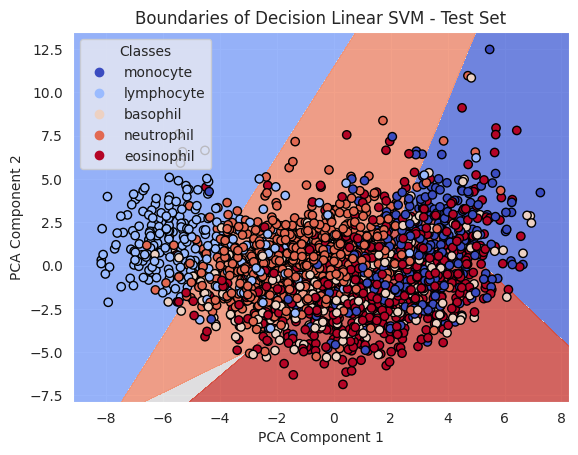 Boundaries of Decision Linear SVM - Test Set
Classes
monocyte
lymphocyte
basophil
neutrophil
eosinophil
PCA Component 2
12.5
10.0
7.5
5.0
2.5
0.0
−2.5
−5.0
−7.5
−8 −6 −4 −2 0 2 4 6 8
PCA Component 1